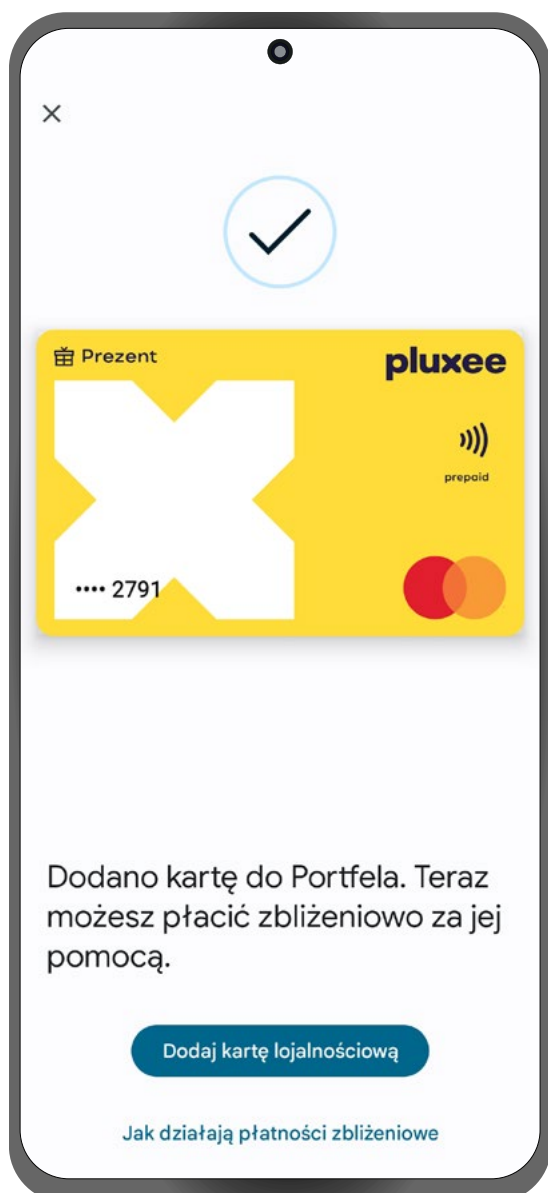 Prezent
pluxee
prepaid
•••• 2791
Dodano kartę do Portfela. Teraz
możesz płacić zbliżeniowo za jej
pomocą.
Dodaj kartę lojalnościową
Jak działają płatności zbliżeniowe